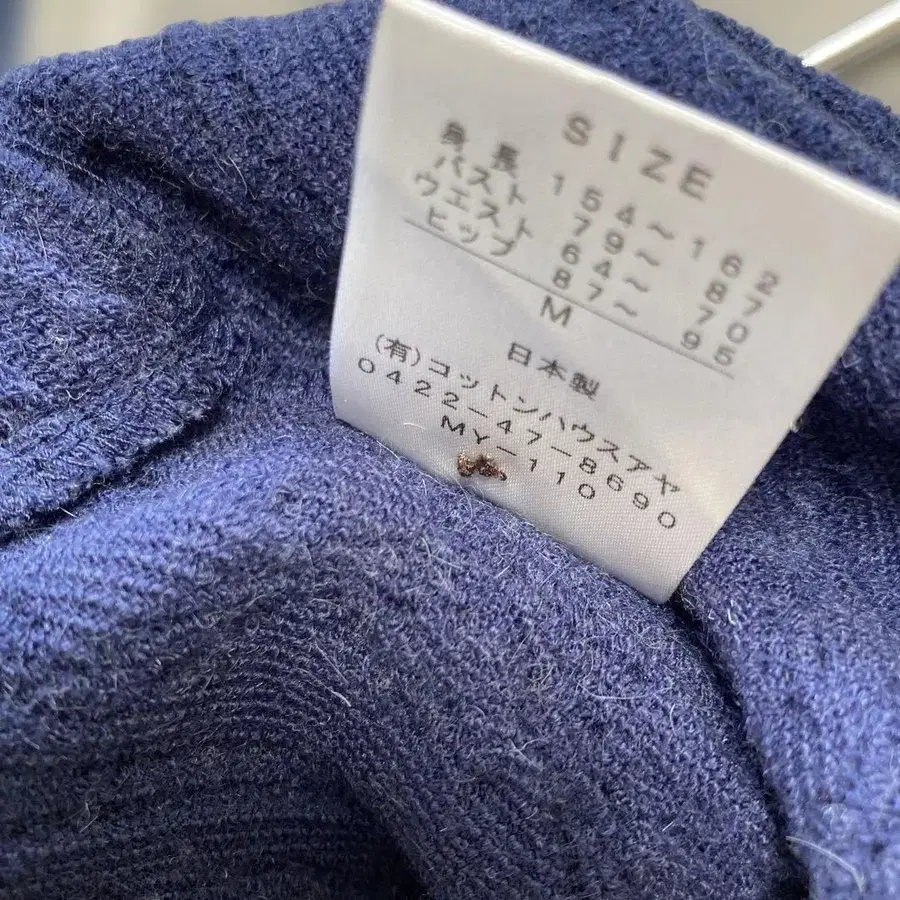 SIZE
身長 154～162
バスト 79～87
ウエスト 64～70
ヒップ 87～95
M
日本製
(有)コットンハウスアヤ
0422-47-8690
MY-110